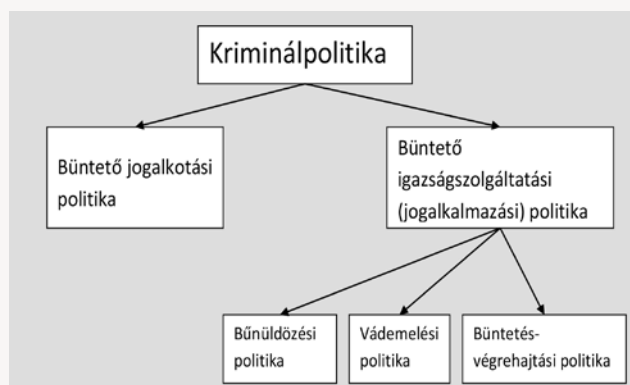 Kriminálpolitika
Büntető jogalkotási
politika
Büntető
igazságszolgáltatási
(jogalkalmazási) politika
Bűnüldözési
politika
Vádemelési
politika
Büntetés-
végrehajtási politika